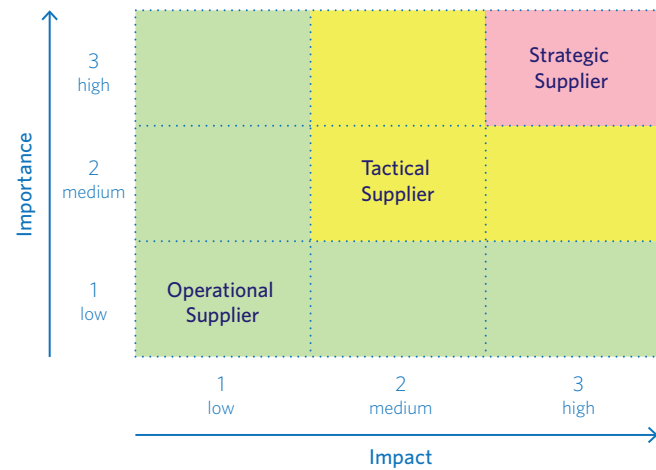 Importance
3
high
Strategic
Supplier
2
medium
Tactical
Supplier
1
low
Operational
Supplier
1
low
2
medium
3
high
Impact